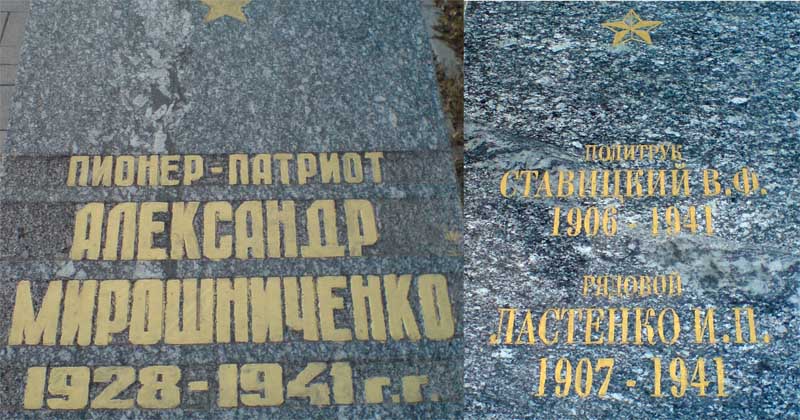 ПИОНЕР-ПАТРИОТ
АЛЕКСАНДР
МИРОШНИЧЕНКО
1928-1941 г.г.
ПОЛИТРУК
СТАВИЦКИЙ В.Ф.
1906 - 1941
РЯДОВОЙ
ЛАСТЕНКО И.П.
1907 - 1941